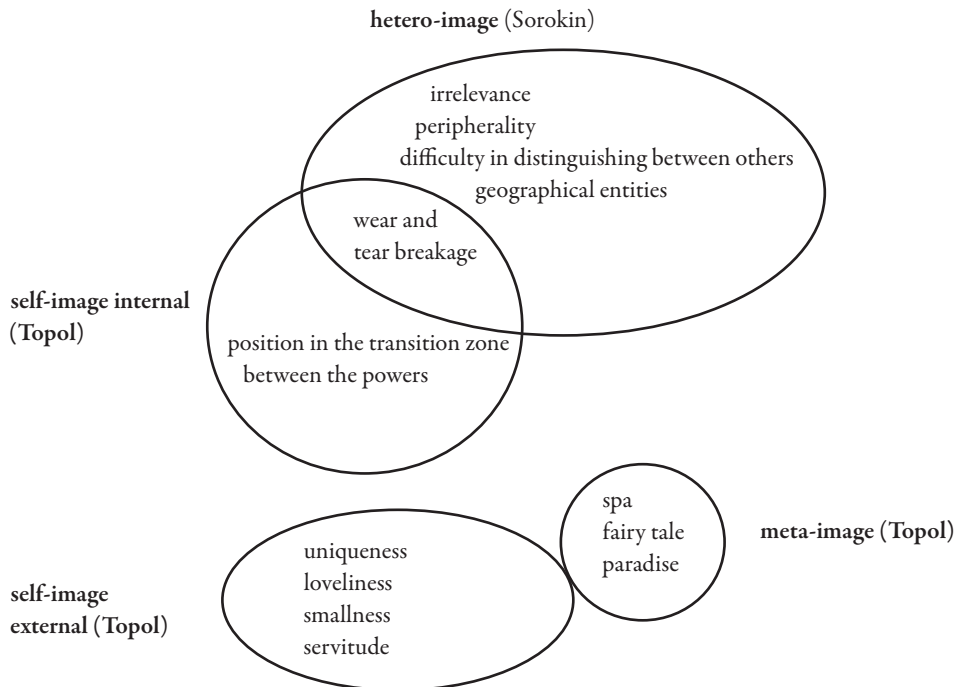 hetero-image (Sorokin)
irrelevance
peripherality
difficulty in distinguishing between others
geographical entities
wear and
tear breakage
self-image internal
(Topol)
position in the transition zone
between the powers
spa
fairy tale
paradise
meta-image (Topol)
uniqueness
loveliness
smallness
servitude
self-image
external (Topol)